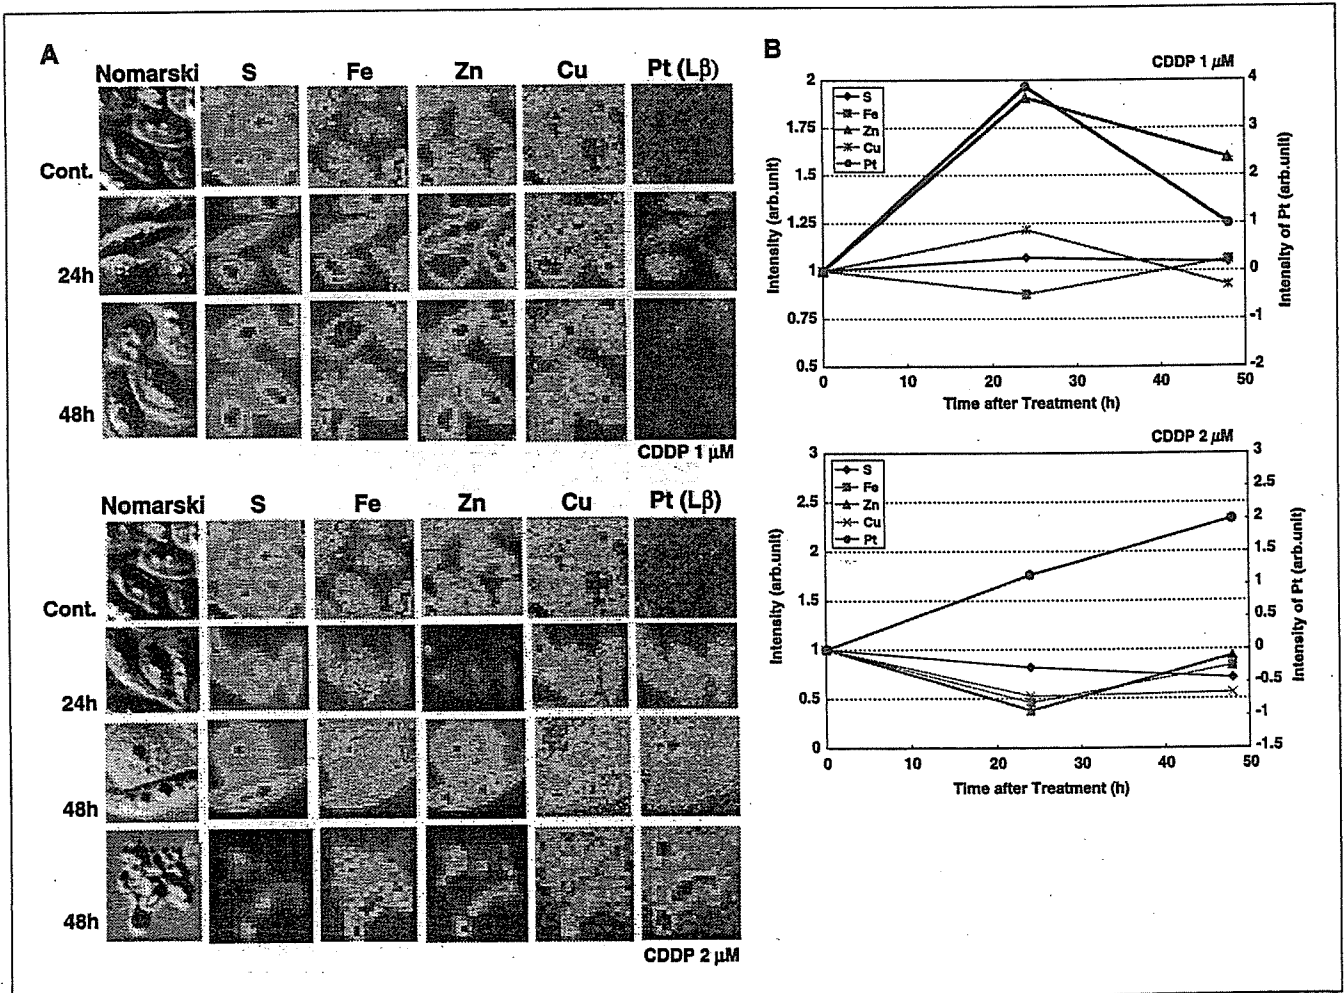 A
Nomarski S Fe Zn Cu Pt (Lβ)
Cont.
24h
48h
CDDP 1 μM
Nomarski S Fe Zn Cu Pt (Lβ)
Cont.
24h
48h
48h
CDDP 2 μM
B
CDDP 1 μM
S
Fe
Zn
Cu
Pt
2
1.75
1.5
1.25
1
0.75
0.5
Intensity (arb.unit)
4
3
2
1
0
-1
-2
Intensity of Pt (arb.unit)
0 10 20 30 40 50
Time after Treatment (h)
CDDP 2 μM
S
Fe
Zn
Cu
Pt
3
2.5
2
1.5
1
0.5
0
Intensity (arb.unit)
3
2.5
2
1.5
1
0.5
0
-0.5
-1
-1.5
Intensity of Pt (arb.unit)
0 10 20 30 40 50
Time after Treatment (h)